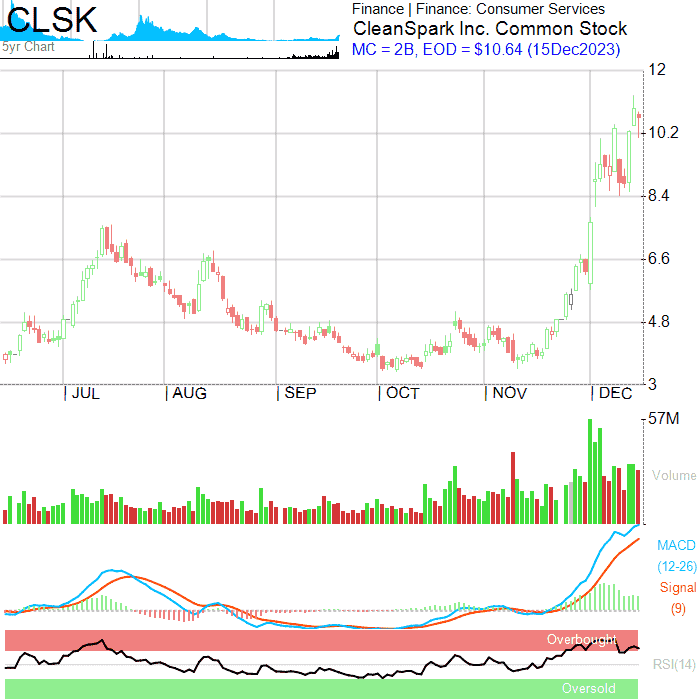 CLSK
5yr Chart
Finance | Finance: Consumer Services
CleanSpark Inc. Common Stock
MC = 2B, EOD = $10.64 (15Dec2023)
12
10.2
8.4
6.6
4.8
3
JUL AUG SEP OCT NOV DEC
57M
Volume
MACD
(12-26)
Signal
(9)
Overbought
RSI(14)
Oversold